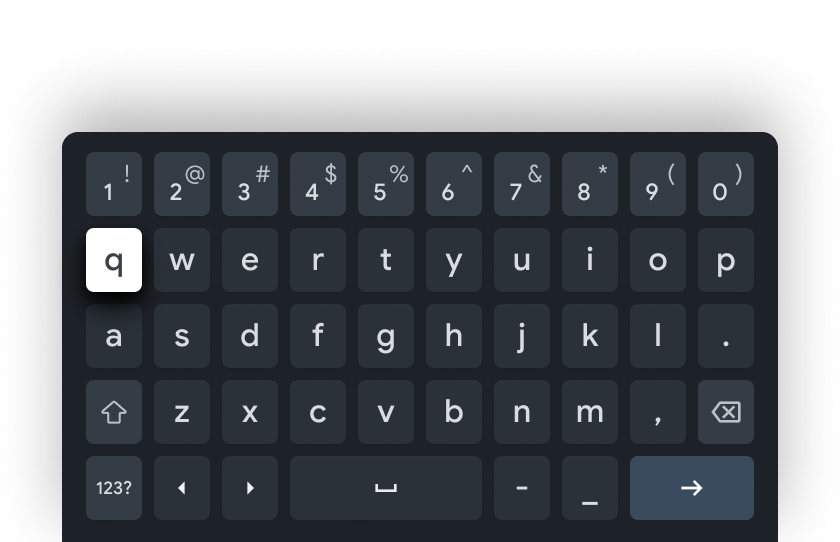 1 ! 2 @ 3 # 4 $ 5 % 6 ^ 7 & 8 * 9 ( 0 )
q w e r t y u i o p
a s d f g h j k l .
z x c v b n m ,
123? - _